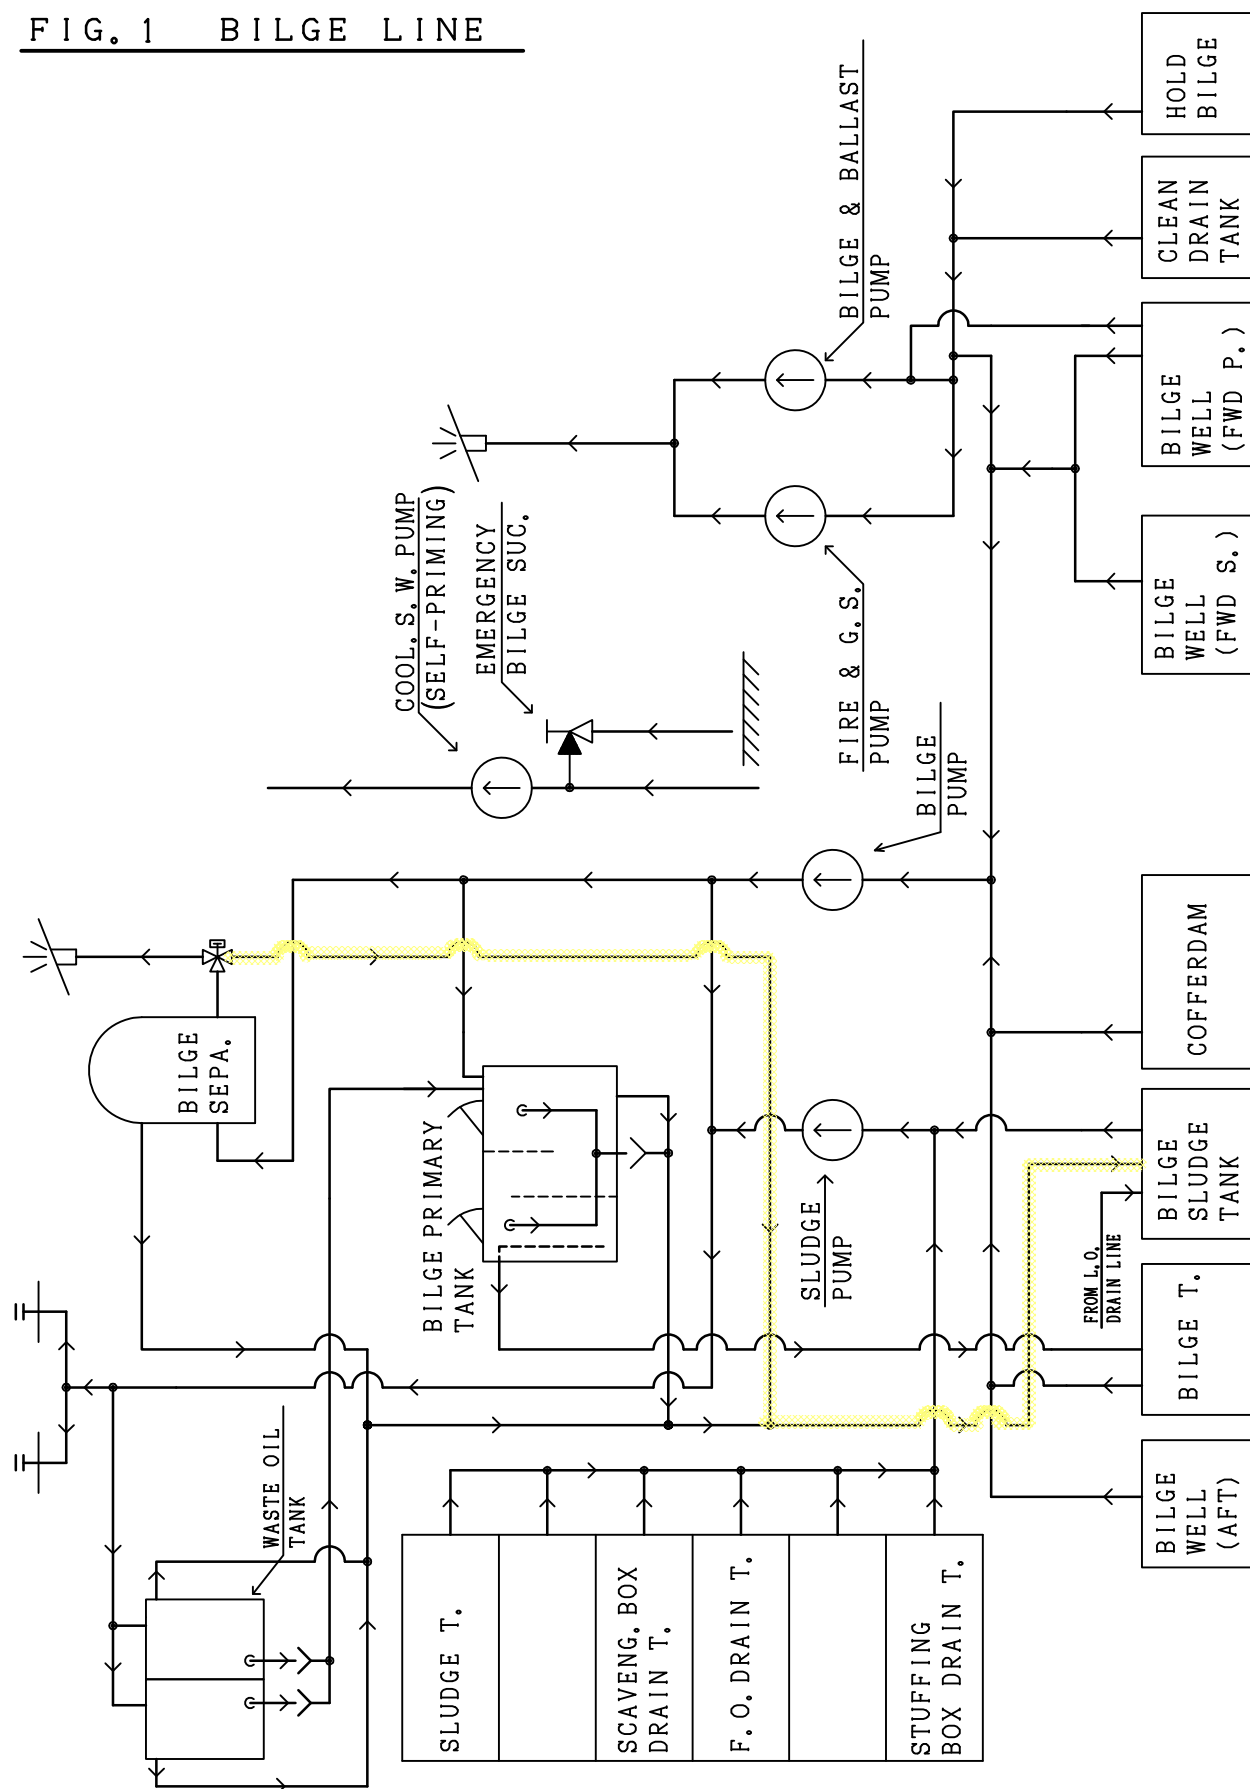 FIG. 1 BILGE LINE
HOLD
BILGE
BILGE & BALLAST
PUMP
CLEAN
DRAIN
TANK
BILGE
WELL
(FWD P.)
COOL. S. W. PUMP
(SELF-PRIMING)
EMERGENCY
BILGE SUC.
BILGE
WELL
(FWD S.)
FIRE & G. S.
PUMP
BILGE
PUMP
COFFERDAM
BILGE
SEPA.
BILGE PRIMARY
TANK
SLUDGE
PUMP
BILGE
SLUDGE
TANK
FROM L.O.
DRAIN LINE
BILGE T.
WASTE OIL
TANK
BILGE
WELL
(AFT)
SLUDGE T.
SCAVENG. BOX
DRAIN T.
F. O. DRAIN T.
STUFFING
BOX DRAIN T.